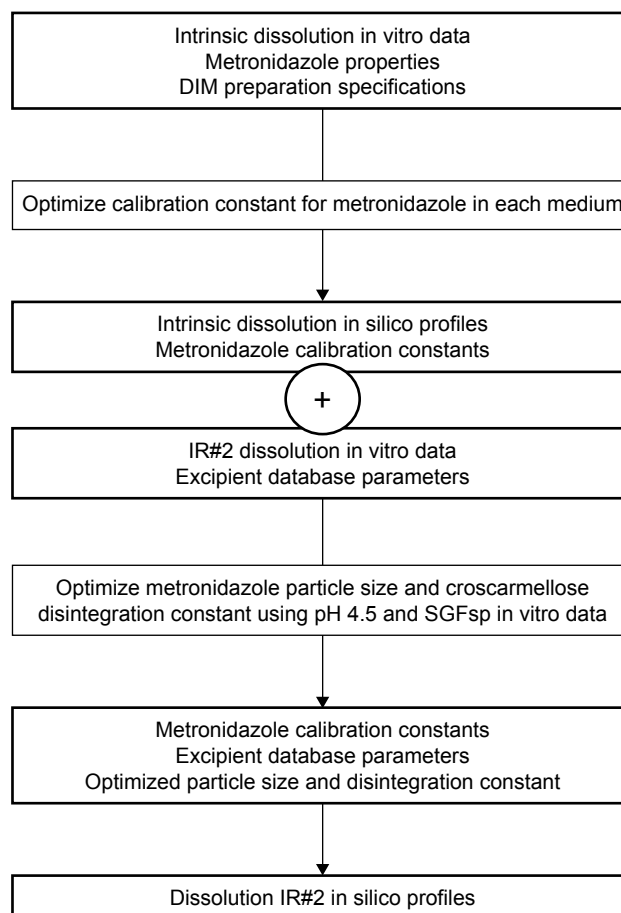 Intrinsic dissolution in vitro data
Metronidazole properties
DIM preparation specifications
Optimize calibration constant for metronidazole in each medium
Intrinsic dissolution in silico profiles
Metronidazole calibration constants
+
IR#2 dissolution in vitro data
Excipient database parameters
Optimize metronidazole particle size and croscarmellose
disintegration constant using pH 4.5 and SGFsp in vitro data
Metronidazole calibration constants
Excipient database parameters
Optimized particle size and disintegration constant
Dissolution IR#2 in silico profiles